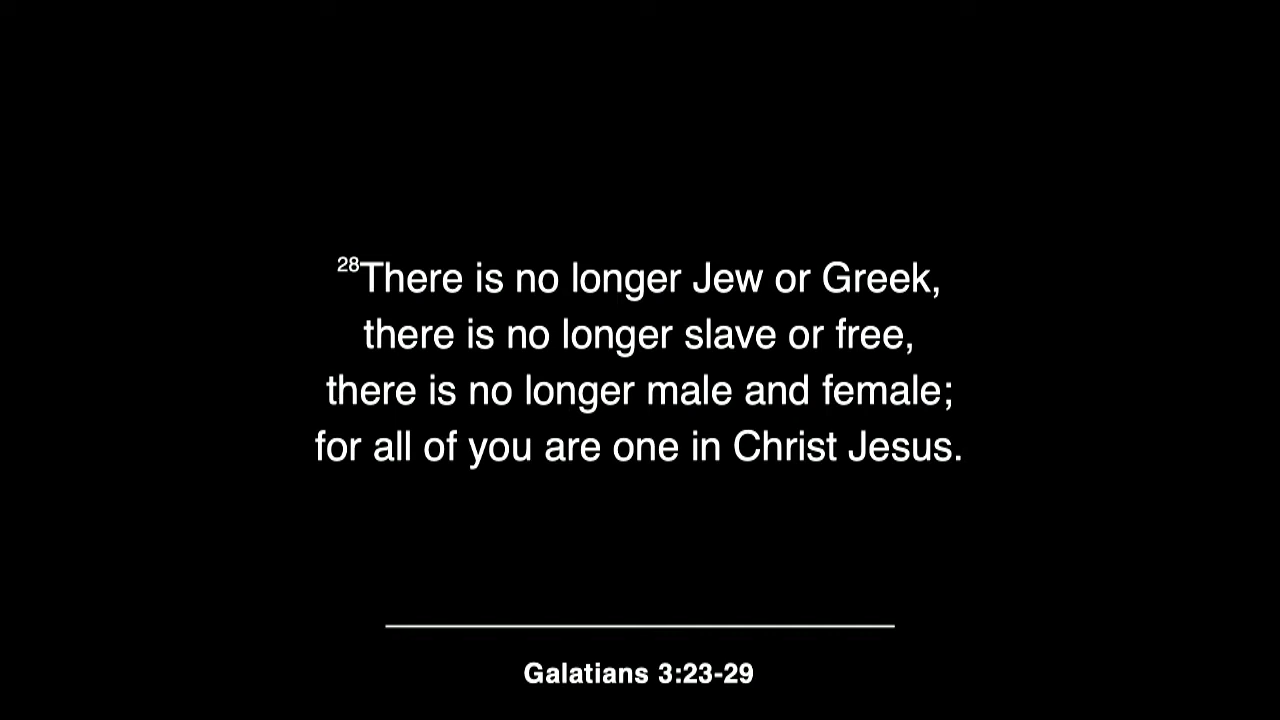 28There is no longer Jew or Greek,
there is no longer slave or free,
there is no longer male and female;
for all of you are one in Christ Jesus.
Galatians 3:23-29